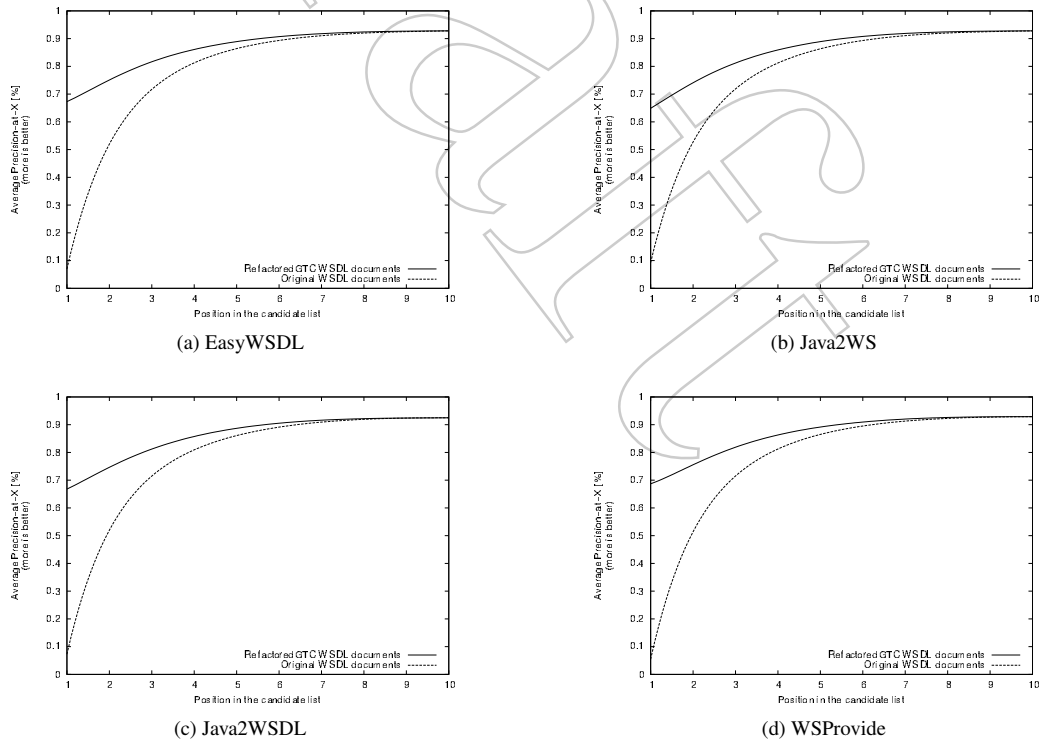 1
0.9
0.8
0.7
0.6
0.5
0.4
0.3
0.2
0.1
0
Average Precision-at-X [%]
(more is better)
Refactored GTC WSDL documents
Original WSDL documents
1 2 3 4 5 6 7 8 9 10
Position in the candidate list
(a) EasyWSDL
1
0.9
0.8
0.7
0.6
0.5
0.4
0.3
0.2
0.1
0
Average Precision-at-X [%]
(more is better)
Refactored GTC WSDL documents
Original WSDL documents
1 2 3 4 5 6 7 8 9 10
Position in the candidate list
(b) Java2WS
1
0.9
0.8
0.7
0.6
0.5
0.4
0.3
0.2
0.1
0
Average Precision-at-X [%]
(more is better)
Refactored GTC WSDL documents
Original WSDL documents
1 2 3 4 5 6 7 8 9 10
Position in the candidate list
(c) Java2WSDL
1
0.9
0.8
0.7
0.6
0.5
0.4
0.3
0.2
0.1
0
Average Precision-at-X [%]
(more is better)
Refactored GTC WSDL documents
Original WSDL documents
1 2 3 4 5 6 7 8 9 10
Position in the candidate list
(d) WSProvide